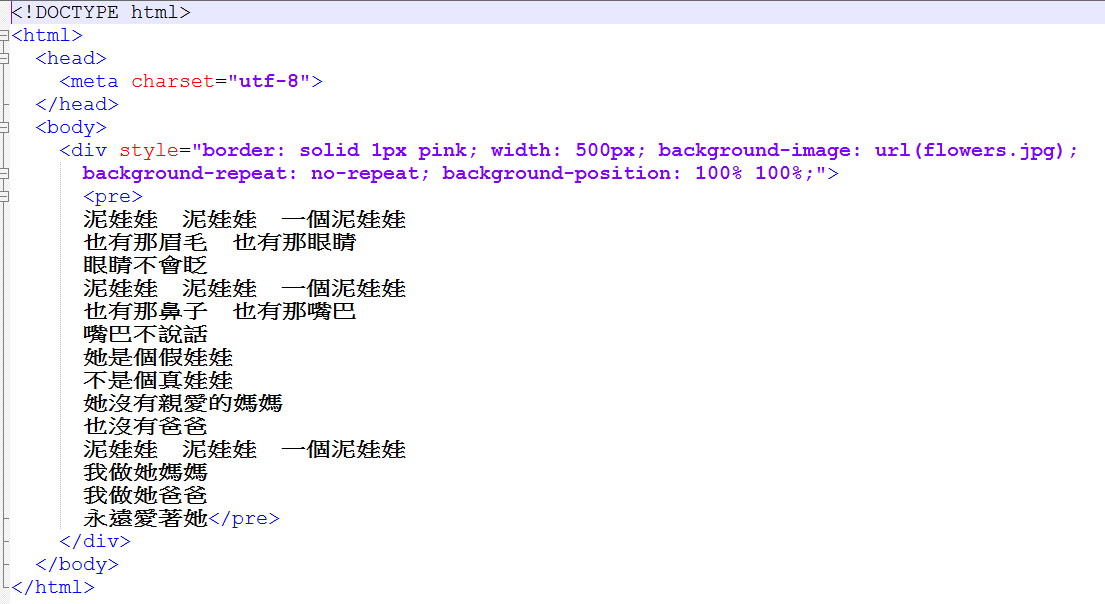 <!DOCTYPE html>
<html>
  <head>
    <meta charset="utf-8">
  </head>
  <body>
    <div style="border: solid 1px pink; width: 500px; background-image: url(flowers.jpg);
      background-repeat: no-repeat; background-position: 100% 100%;">
      <pre>
      泥娃娃　泥娃娃　一個泥娃娃
      也有那眉毛　也有那眼睛
      眼睛不會眨
      泥娃娃　泥娃娃　一個泥娃娃
      也有那鼻子　也有那嘴巴
      嘴巴不說話
      她是個假娃娃
      不是個真娃娃
      她沒有親愛的媽媽
      也沒有爸爸
      泥娃娃　泥娃娃　一個泥娃娃
      我做她媽媽
      我做她爸爸
      永遠愛著她</pre>
    </div>
  </body>
</html>